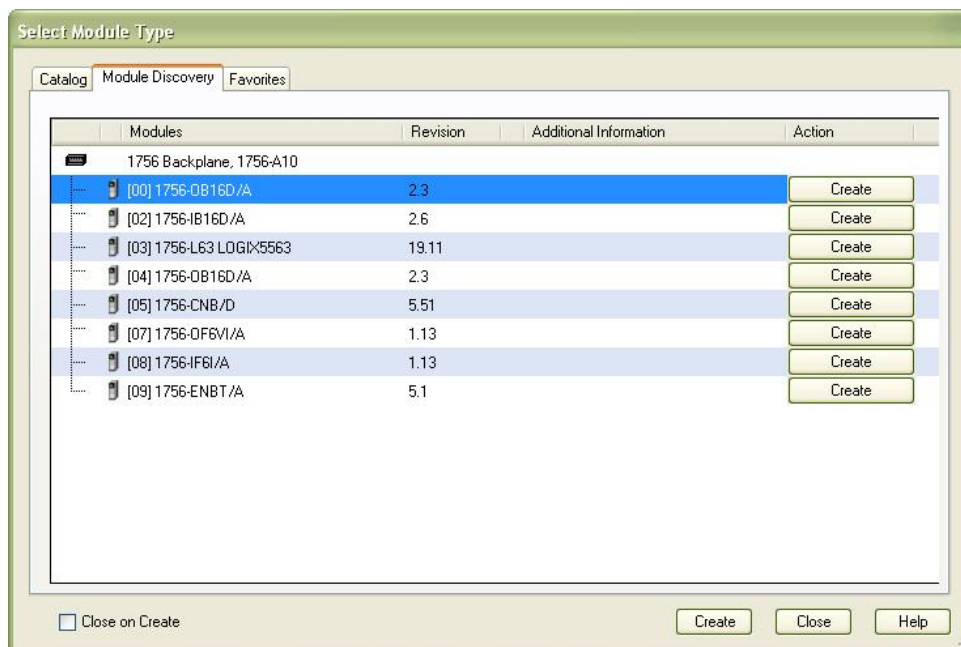 Select Module Type
Catalog Module Discovery Favorites
Modules Revision Additional Information Action
1756 Backplane, 1756-A10
[00] 1756-OB16D/A 2.3 Create
[02] 1756-IB16D/A 2.6 Create
[03] 1756-L63 LOGIX5563 19.11 Create
[04] 1756-OB16D/A 2.3 Create
[05] 1756-CNB/D 5.51 Create
[07] 1756-OF6VI/A 1.13 Create
[08] 1756-IF6I/A 1.13 Create
[09] 1756-ENBT/A 5.1 Create
Close on Create Create Close Help